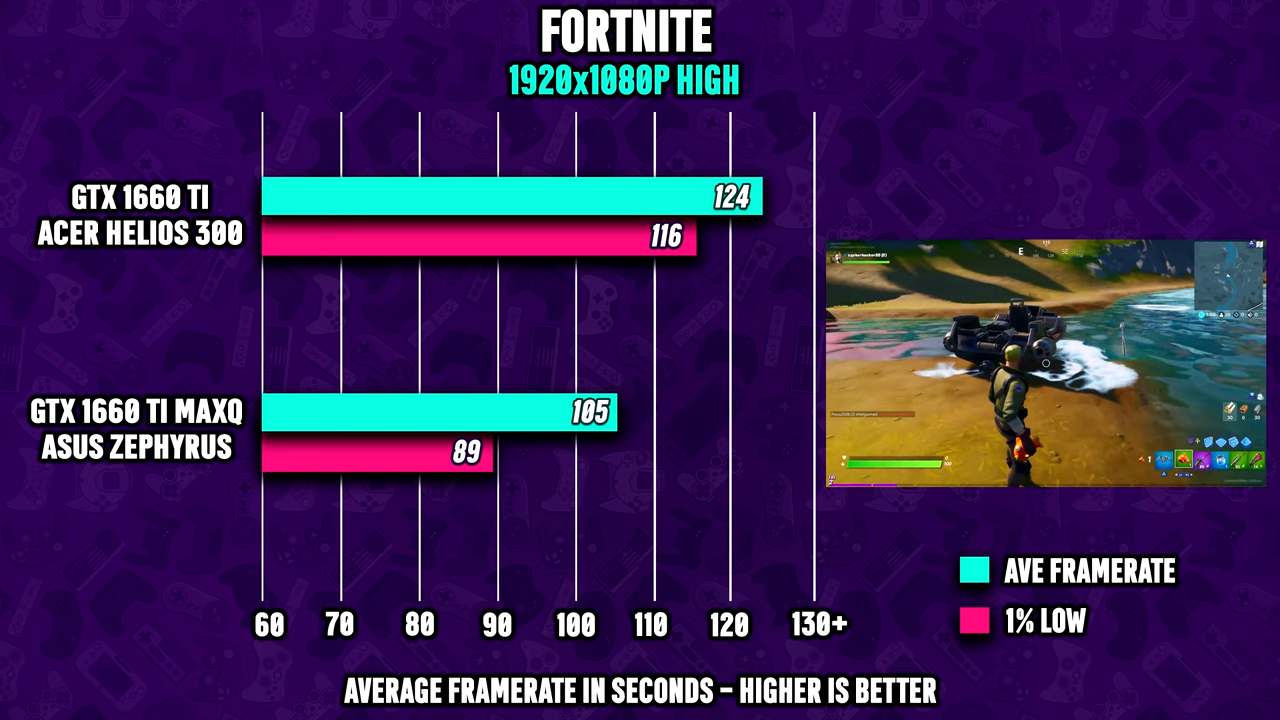 FORTNITE
1920x1080P HIGH
GTX 1660 TI
ACER HELIOS 300
124
116
GTX 1660 TI MAXQ
ASUS ZEPHYRUS
105
89
60 70 80 90 100 110 120 130+
E
SE
AVE FRAMERATE
1% LOW
AVERAGE FRAMERATE IN SECONDS – HIGHER IS BETTER